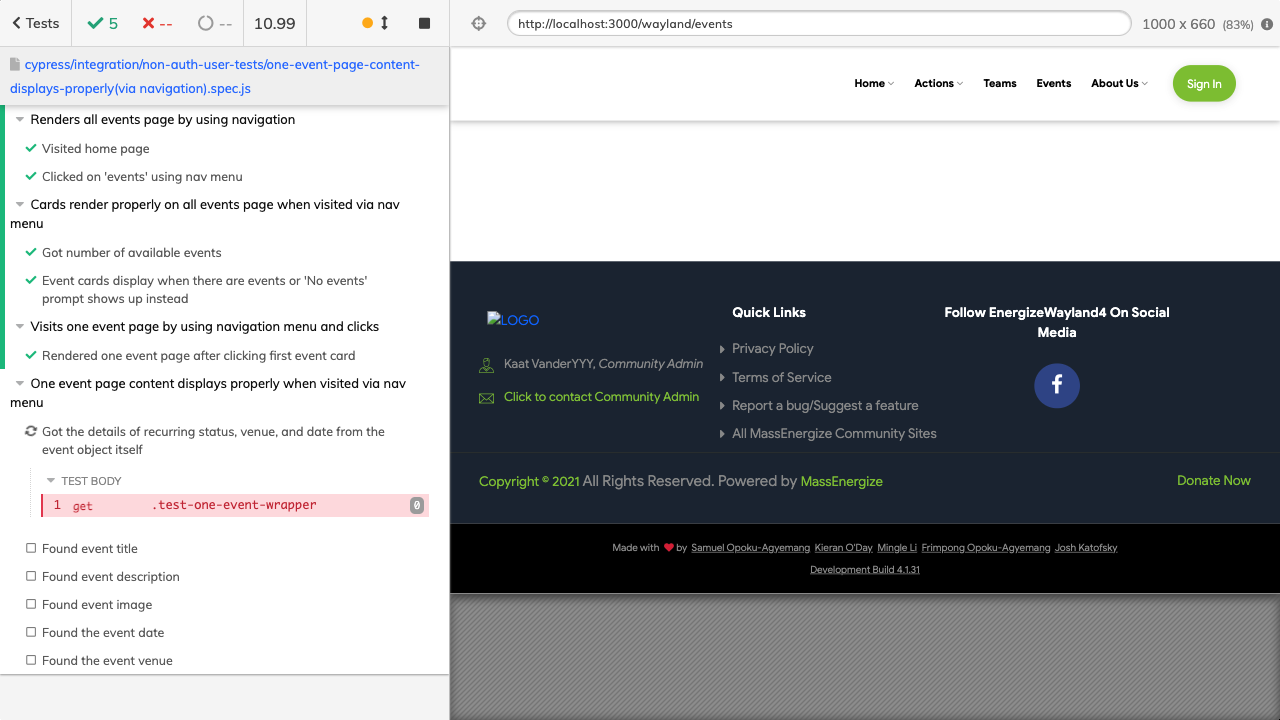 Tests
5
--
--
10.99
http://localhost:3000/wayland/events
1000 x 660 (83%)
cypress/integration/non-auth-user-tests/one-event-page-content-
displays-properly(via navigation).spec.js
Renders all events page by using navigation
Visited home page
Clicked on 'events' using nav menu
Cards render properly on all events page when visited via nav
menu
Got number of available events
Event cards display when there are events or 'No events'
prompt shows up instead
Visits one event page by using navigation menu and clicks
Rendered one event page after clicking first event card
One event page content displays properly when visited via nav
menu
Got the details of recurring status, venue, and date from the
event object itself
TEST BODY
1 get .test-one-event-wrapper 0
Found event title
Found event description
Found event image
Found the event date
Found the event venue
Home
Actions
Teams
Events
About Us
Sign In
LOGO
Kaat VanderYYY, Community Admin
Click to contact Community Admin
Quick Links
Privacy Policy
Terms of Service
Report a bug/Suggest a feature
All MassEnergize Community Sites
Follow EnergizeWayland4 On Social
Media
Copyright © 2021 All Rights Reserved. Powered by MassEnergize
Donate Now
Made with ❤ by Samuel Opoku-Agyemang Kieran O'Day Mingle Li Frimpong Opoku-Agyemang Josh Katofsky
Development Build 4.1.31